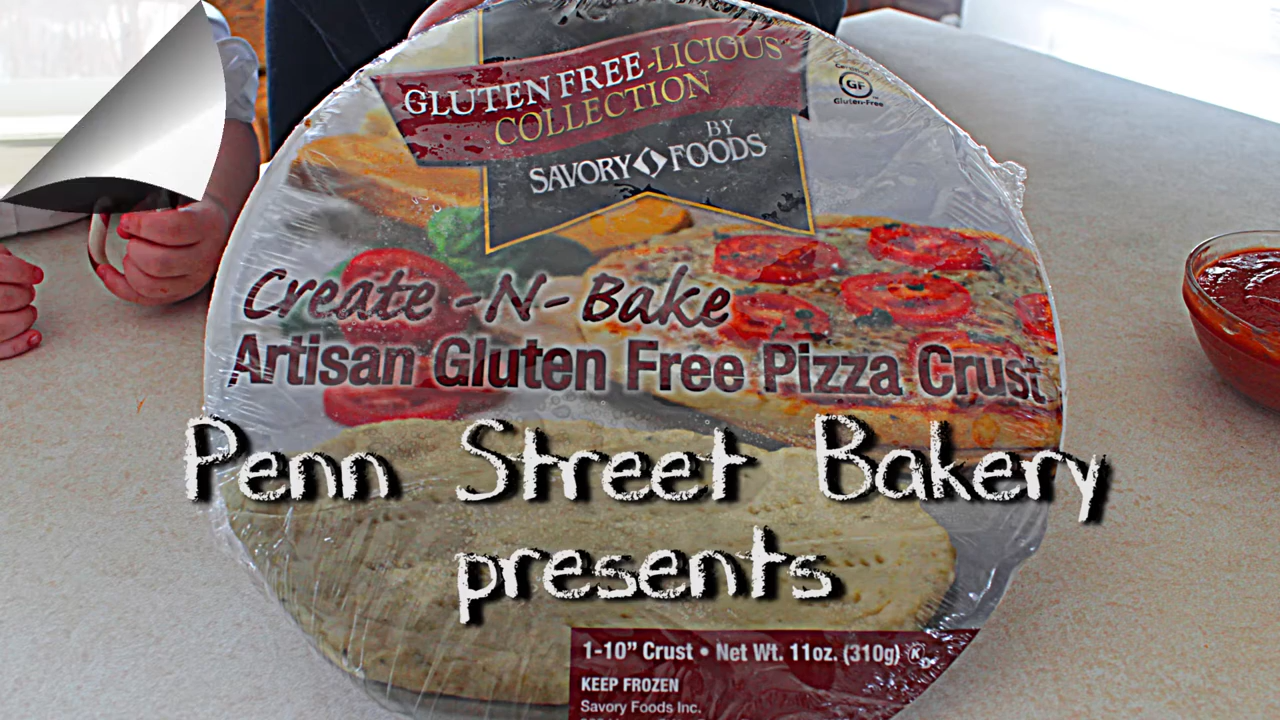 GLUTEN FREE-LICIOUS
COLLECTION
BY
SAVORY FOODS
GF
Gluten-Free
Create-N-Bake
Artisan Gluten Free Pizza Crust
Penn Street Bakery
presents
1-10” Crust • Net Wt. 11oz. (310g) K
KEEP FROZEN
Savory Foods Inc.